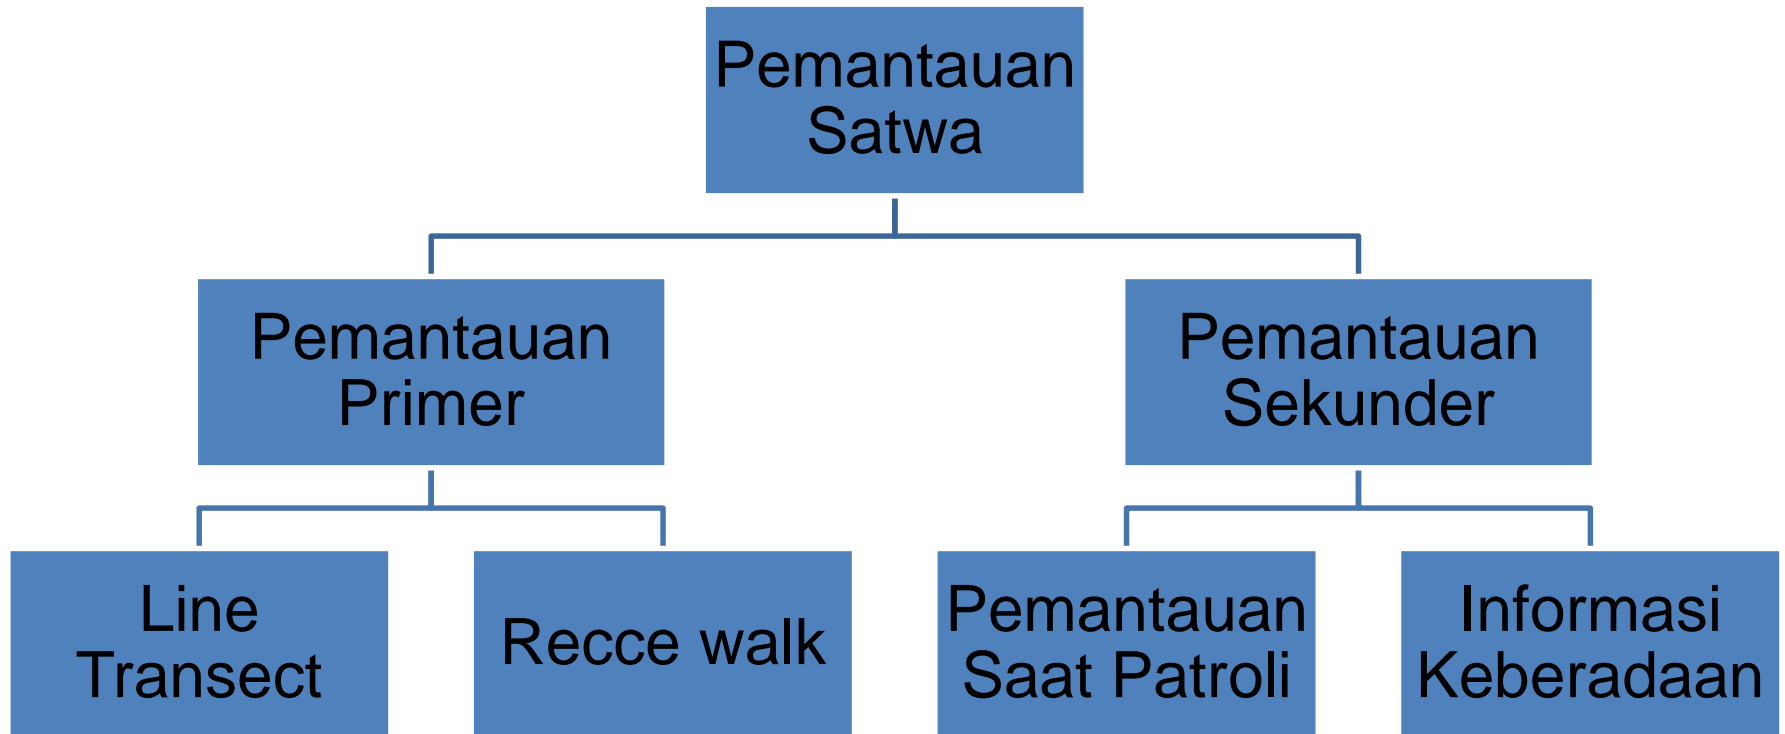 Pemantauan
Satwa
Pemantauan
Primer
Pemantauan
Sekunder
Line
Transect
Recce walk
Pemantauan
Saat Patroli
Informasi
Keberadaan